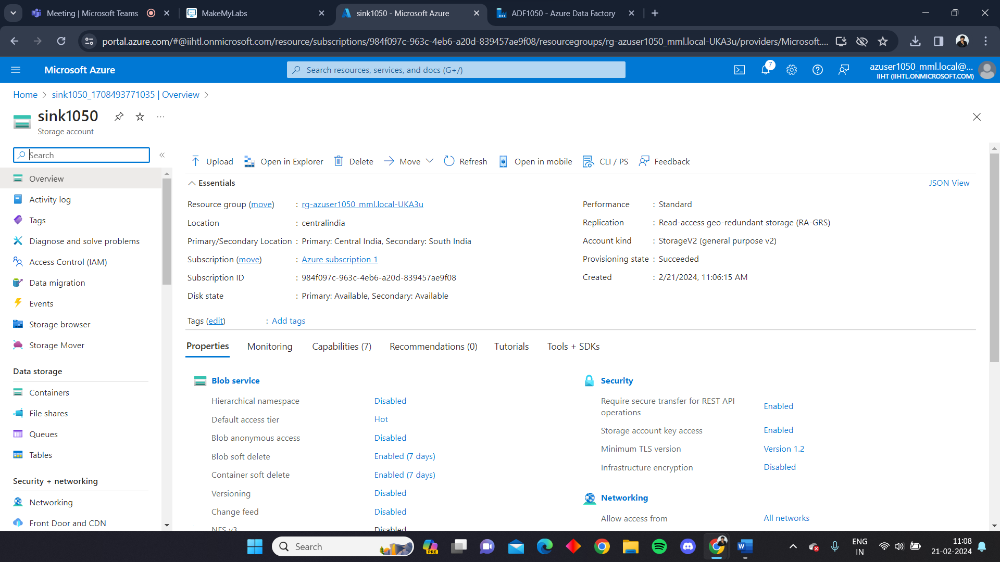 Meeting | Microsoft Teams
MakeMyLabs
sink1050 - Microsoft Azure
ADF1050 - Azure Data Factory
portal.azure.com/#@iihtl.onmicrosoft.com/resource/subscriptions/984f097c-963c-4eb6-a20d-839457ae9f08/resourcegroups/rg-azuser1050_mml.local-UKA3u/providers/Microsoft....
Microsoft Azure
Search resources, services, and docs (G+/)
7
azuser1050_mml.local@...
IIHT (IIHTL.ONMICROSOFT.COM)
Home > sink1050_1708493771035 | Overview >
sink1050
Storage account
Search
Overview
Activity log
Tags
Diagnose and solve problems
Access Control (IAM)
Data migration
Events
Storage browser
Storage Mover
Data storage
Containers
File shares
Queues
Tables
Security + networking
Networking
Front Door and CDN
Upload Open in Explorer Delete Move Refresh Open in mobile CLI / PS Feedback
Essentials
JSON View
Resource group (move) : rg-azuser1050_mml.local-UKA3u
Location : centralindia
Primary/Secondary Location : Primary: Central India, Secondary: South India
Subscription (move) : Azure subscription 1
Subscription ID : 984f097c-963c-4eb6-a20d-839457ae9f08
Disk state : Primary: Available, Secondary: Available
Performance : Standard
Replication : Read-access geo-redundant storage (RA-GRS)
Account kind : StorageV2 (general purpose v2)
Provisioning state : Succeeded
Created : 2/21/2024, 11:06:15 AM
Tags (edit) : Add tags
Properties Monitoring Capabilities (7) Recommendations (0) Tutorials Tools + SDKs
Blob service
Hierarchical namespace Disabled
Default access tier Hot
Blob anonymous access Disabled
Blob soft delete Enabled (7 days)
Container soft delete Enabled (7 days)
Versioning Disabled
Change feed Disabled
NFS v3 Disabled
Security
Require secure transfer for REST API operations Enabled
Storage account key access Enabled
Minimum TLS version Version 1.2
Infrastructure encryption Disabled
Networking
Allow access from All networks
Search
PRE
ENG
IN
11:08
21-02-2024